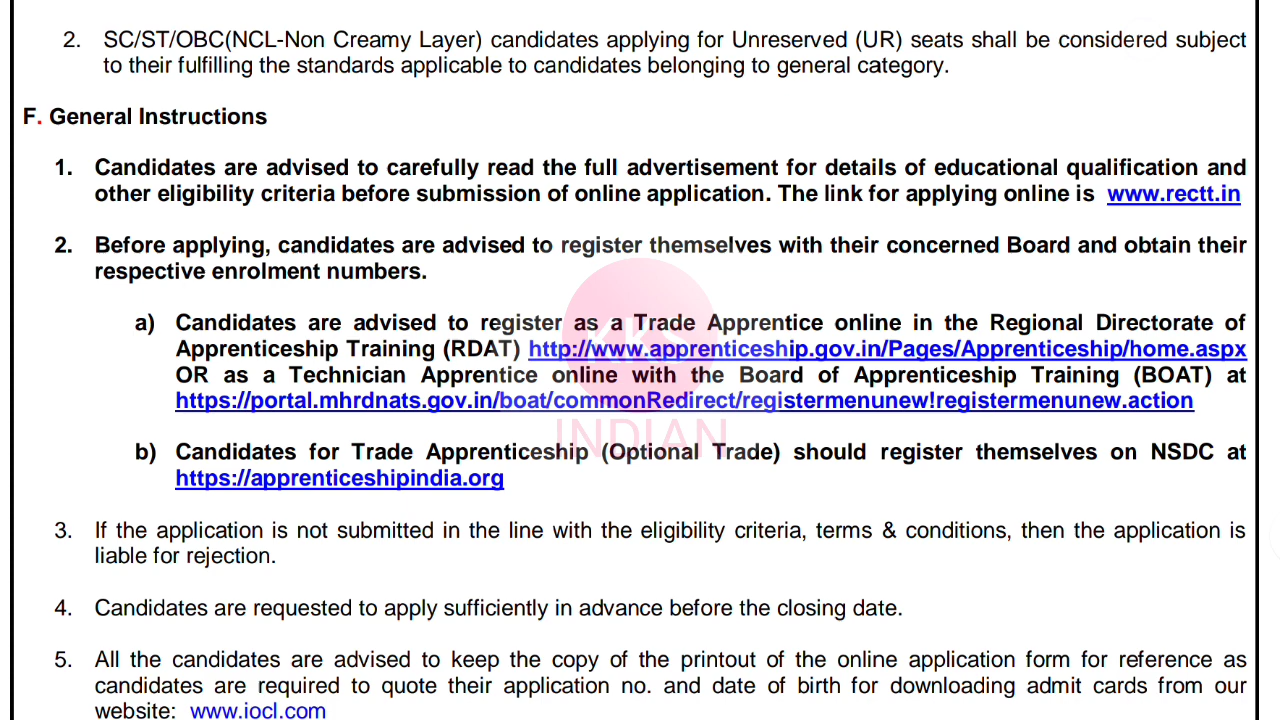 2. SC/ST/OBC(NCL-Non Creamy Layer) candidates applying for Unreserved (UR) seats shall be considered subject
to their fulfilling the standards applicable to candidates belonging to general category.
F. General Instructions
1. Candidates are advised to carefully read the full advertisement for details of educational qualification and
other eligibility criteria before submission of online application. The link for applying online is www.rectt.in
2. Before applying, candidates are advised to register themselves with their concerned Board and obtain their
respective enrolment numbers.
a) Candidates are advised to register as a Trade Apprentice online in the Regional Directorate of
Apprenticeship Training (RDAT) http://www.apprenticeship.gov.in/Pages/Apprenticeship/home.aspx
OR as a Technician Apprentice online with the Board of Apprenticeship Training (BOAT) at
https://portal.mhrdnats.gov.in/boat/commonRedirect/registermenunew!registermenunew.action
b) Candidates for Trade Apprenticeship (Optional Trade) should register themselves on NSDC at
https://apprenticeshipindia.org
3. If the application is not submitted in the line with the eligibility criteria, terms & conditions, then the application is
liable for rejection.
4. Candidates are requested to apply sufficiently in advance before the closing date.
5. All the candidates are advised to keep the copy of the printout of the online application form for reference as
candidates are required to quote their application no. and date of birth for downloading admit cards from our
website: www.iocl.com
INDIAN